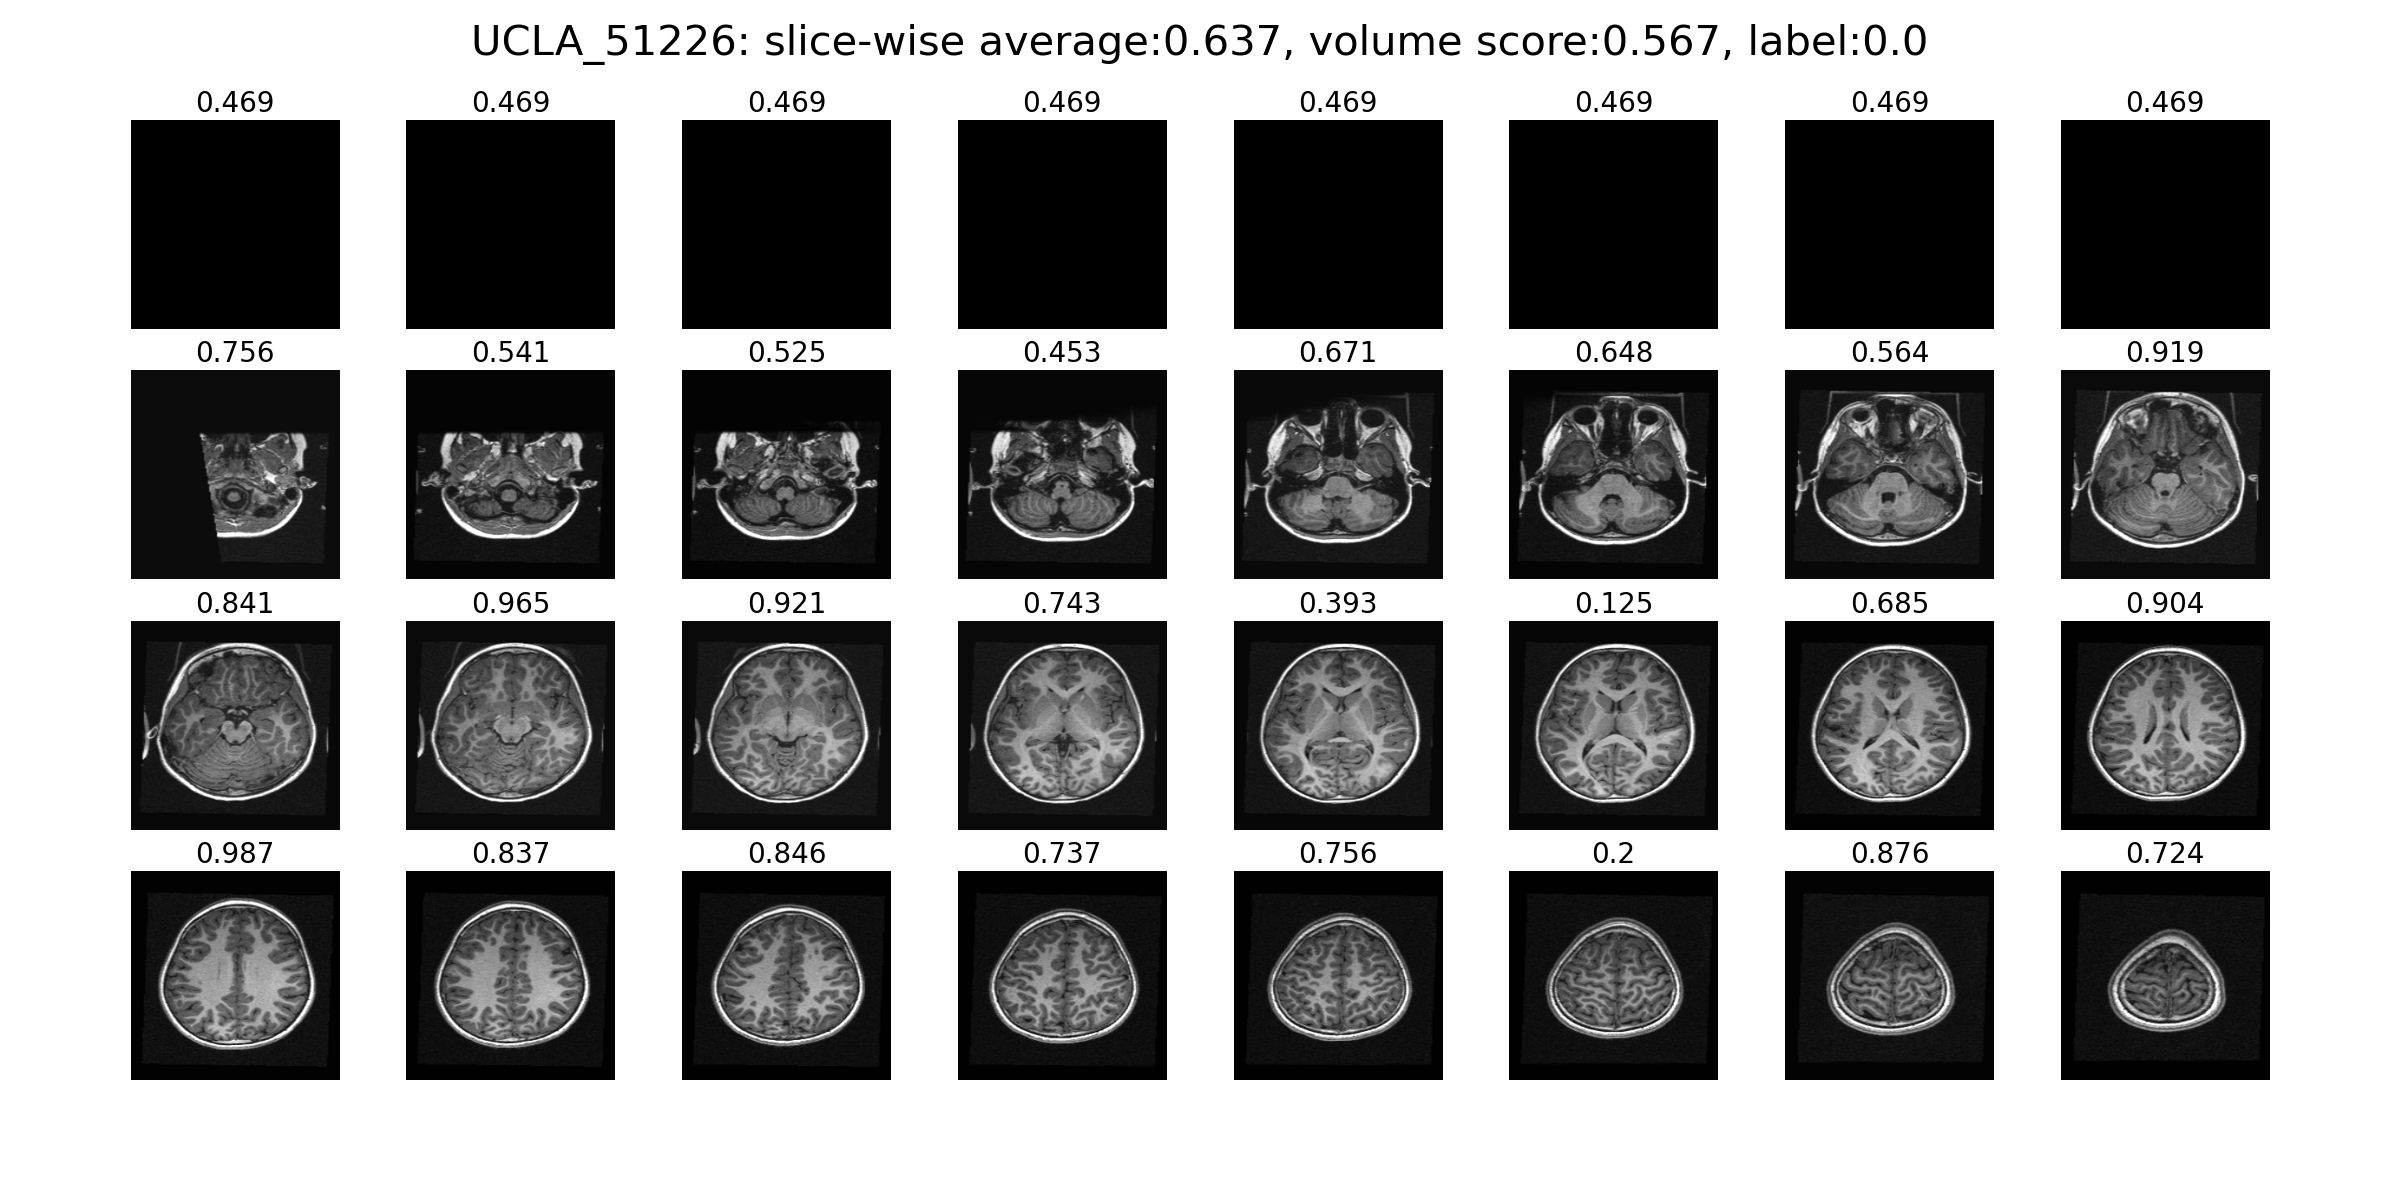 UCLA_51226: slice-wise average:0.637, volume score:0.567, label:0.0
0.469 0.469 0.469 0.469 0.469 0.469 0.469 0.469
0.756 0.541 0.525 0.453 0.671 0.648 0.564 0.919
0.841 0.965 0.921 0.743 0.393 0.125 0.685 0.904
0.987 0.837 0.846 0.737 0.756 0.2 0.876 0.724